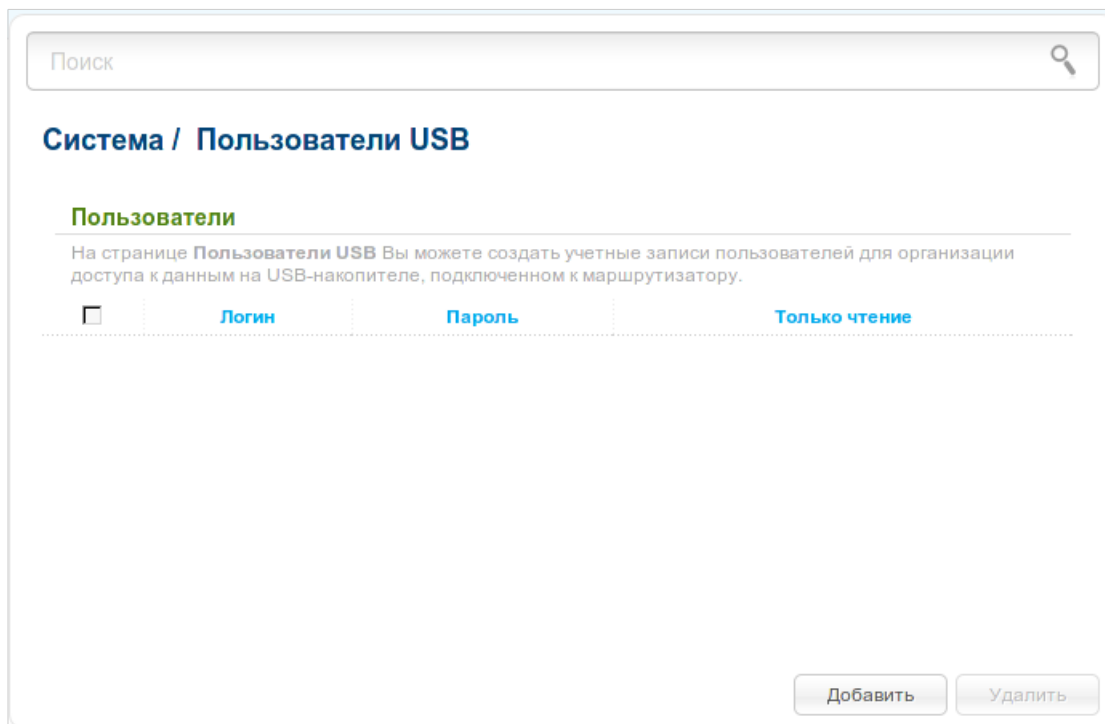 Поиск
Система / Пользователи USB
Пользователи
На странице Пользователи USB Вы можете создать учетные записи пользователей для организации
доступа к данным на USB-накопителе, подключенном к маршрутизатору.
Логин Пароль Только чтение
Добавить Удалить